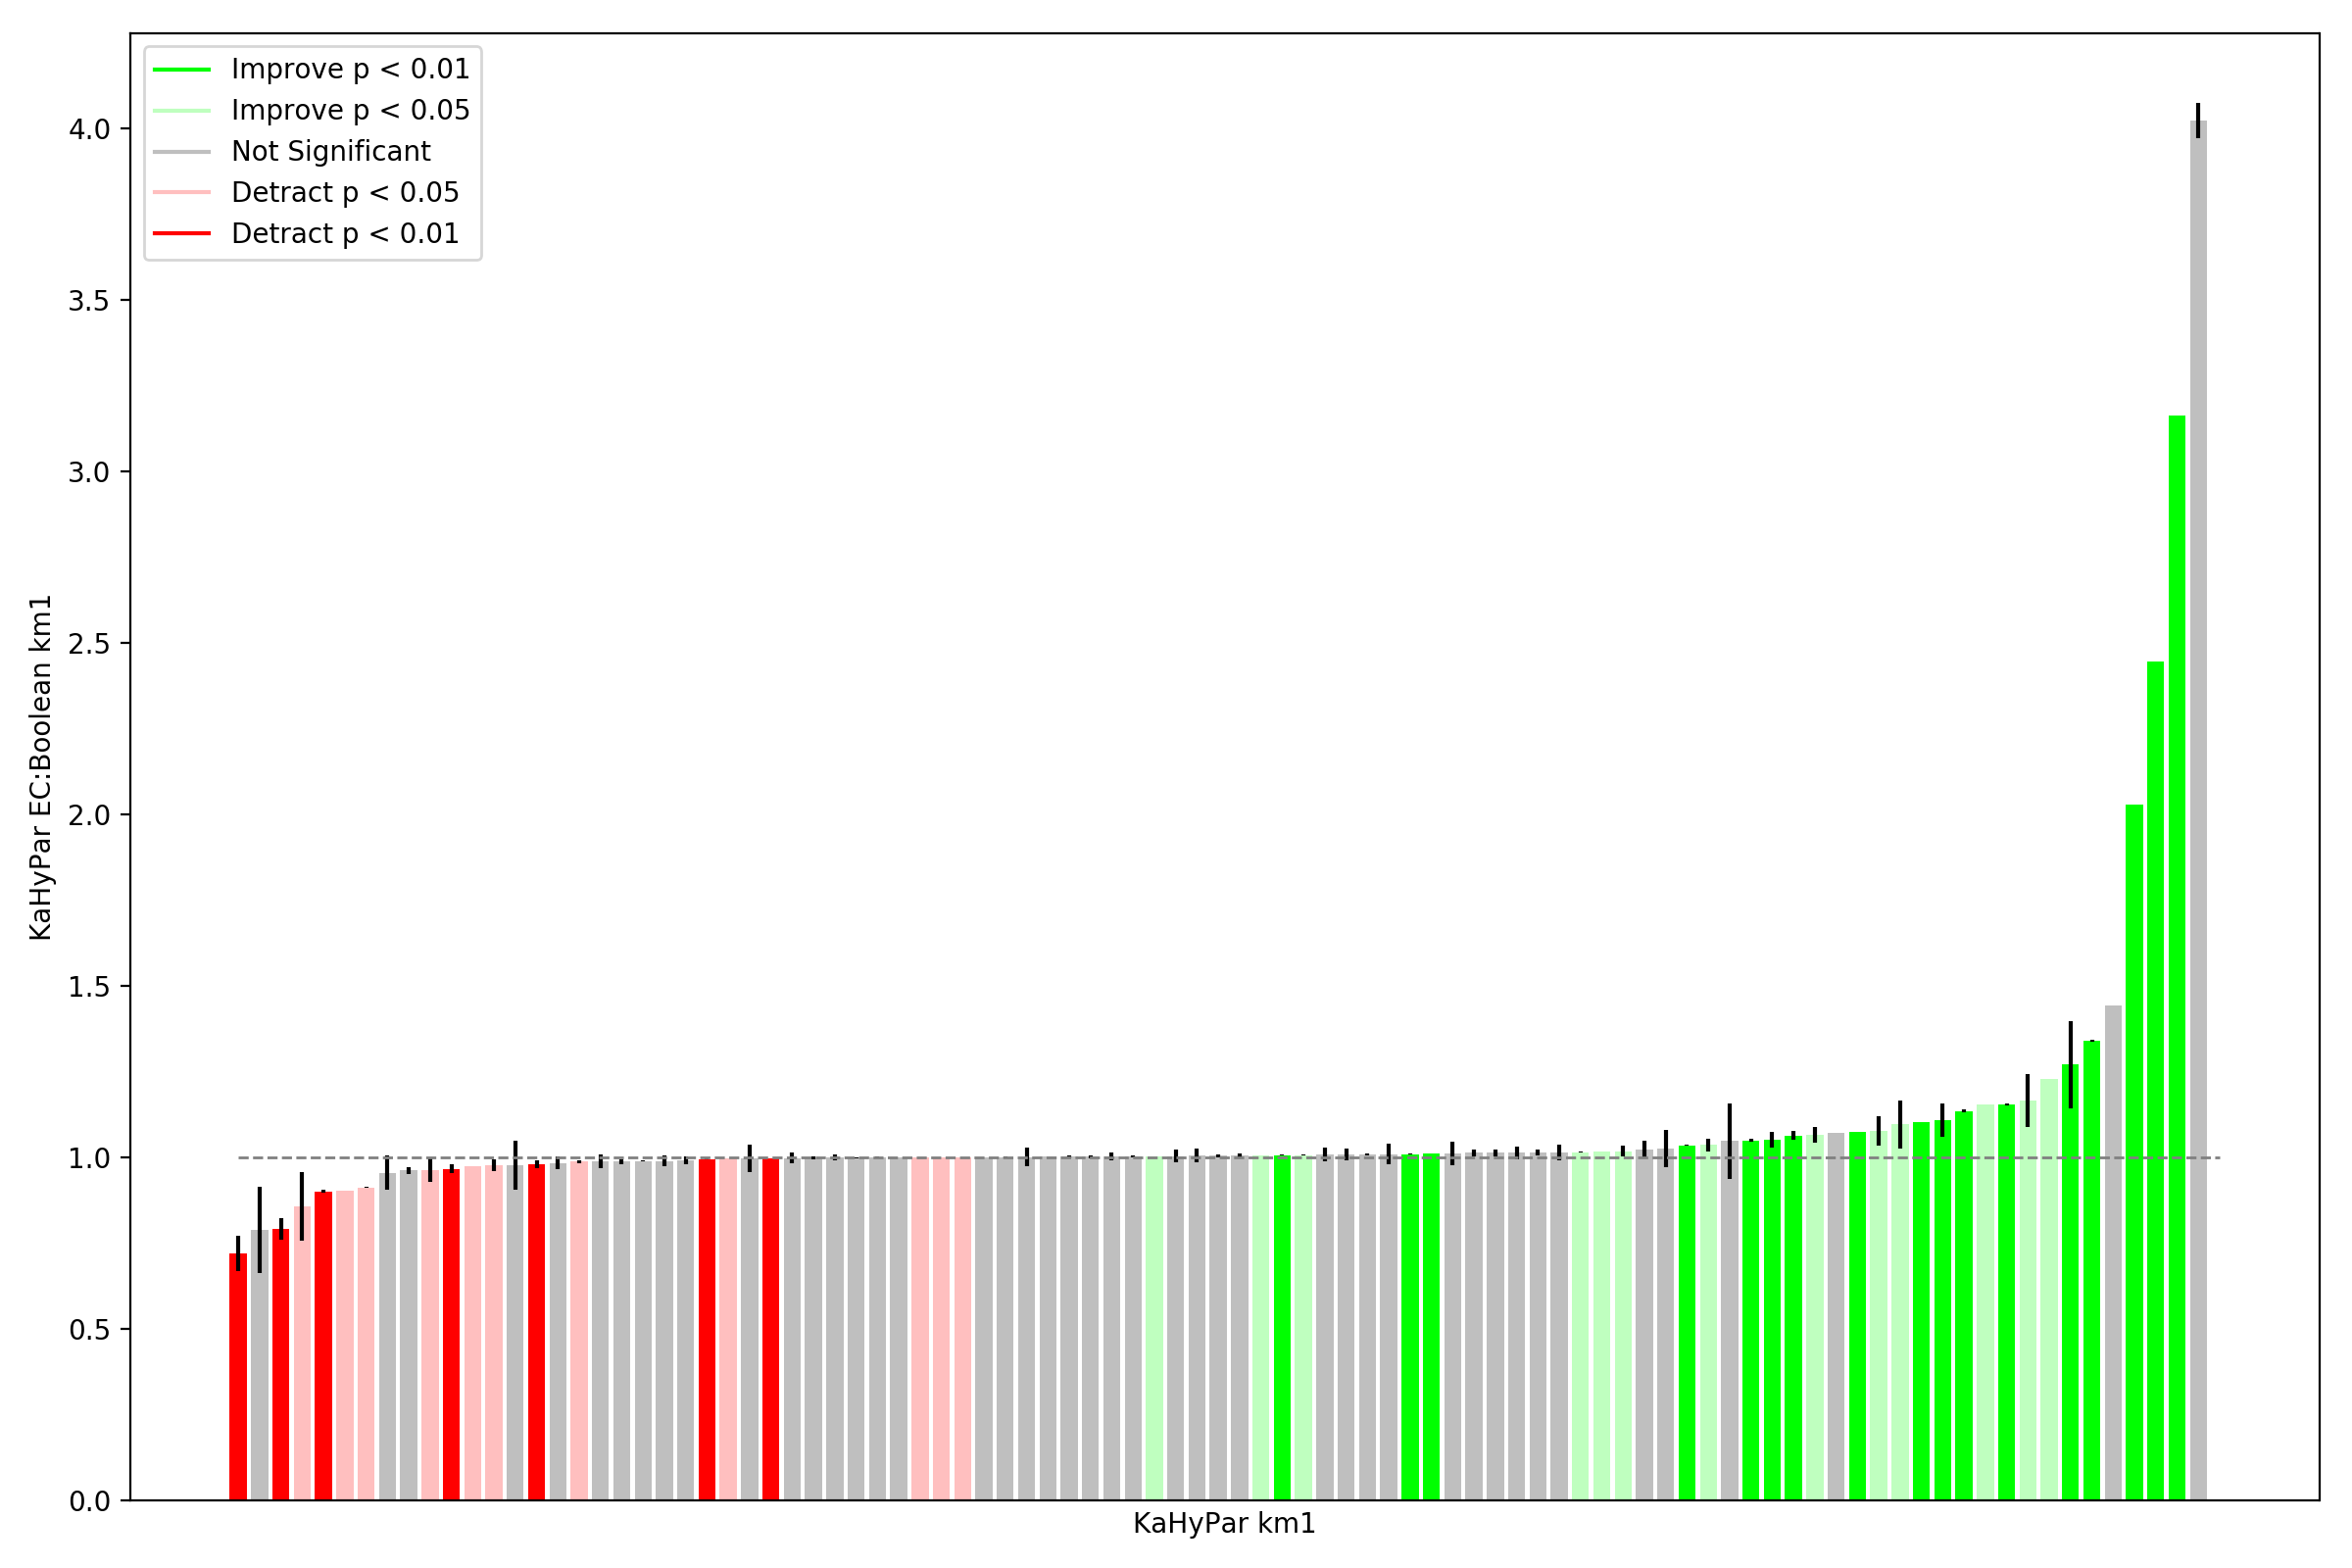 Improve p < 0.01
Improve p < 0.05
Not Significant
Detract p < 0.05
Detract p < 0.01
4.0
3.5
3.0
2.5
2.0
1.5
1.0
0.5
0.0
KaHyPar EC:Boolean km1
KaHyPar km1